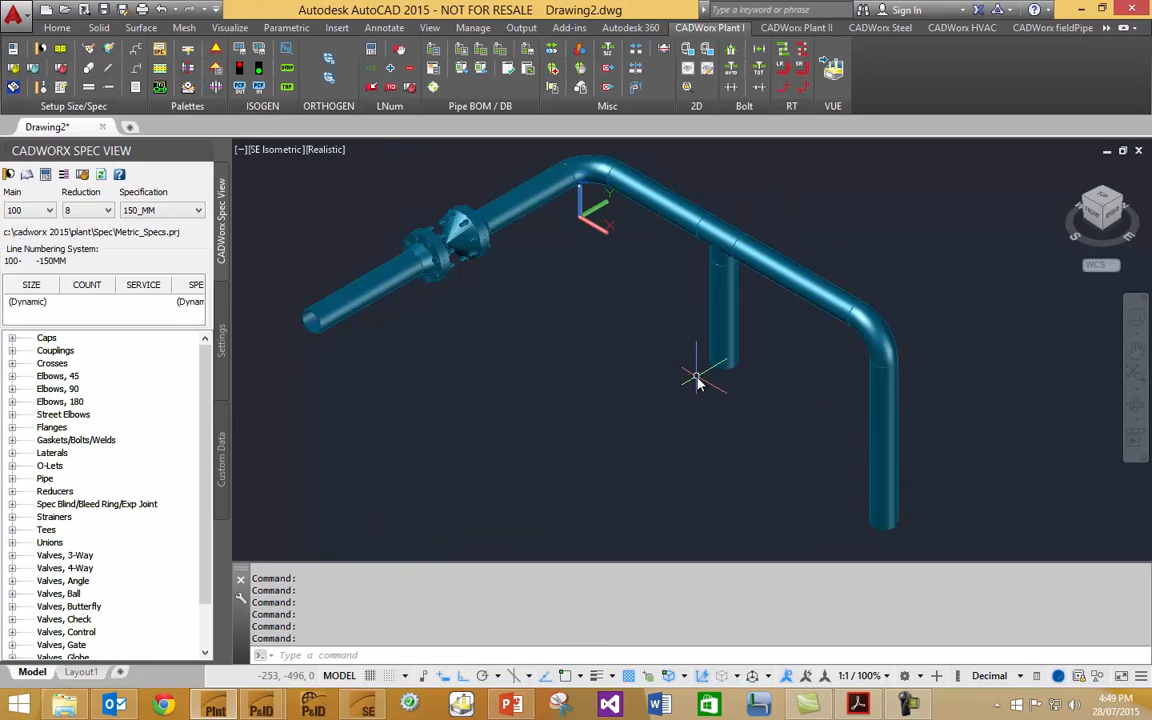 Autodesk AutoCAD 2015 - NOT FOR RESALE Drawing2.dwg
Type a keyword or phrase
Sign In
Home Solid Surface Mesh Visualize Parametric Insert Annotate View Manage Output Add-ins Autodesk 360 CADWorx Plant I CADWorx Plant II CADWorx Steel CADWorx HVAC CADWorx fieldPipe
Setup Size/Spec Palettes ISOGEN ORTHOGEN LNum Pipe BOM / DB Misc 2D Bolt RT VUE
Drawing2*
CADWORX SPEC VIEW
[−][SE Isometric][Realistic]
Main Reduction Specification
100 8 150_MM
c:\cadworx 2015\plant\Spec\Metric_Specs.prj
Line Numbering System:
100- -150MM
SIZE COUNT SERVICE SPE
(Dynamic) (Dynam
Caps
Couplings
Crosses
Elbows, 45
Elbows, 90
Elbows, 180
Street Elbows
Flanges
Gaskets/Bolts/Welds
Laterals
O-Lets
Pipe
Reducers
Spec Blind/Bleed Ring/Exp Joint
Strainers
Tees
Unions
Valves, 3-Way
Valves, 4-Way
Valves, Angle
Valves, Ball
Valves, Butterfly
Valves, Check
Valves, Control
Valves, Gate
Valves, Globe
CADWorx Spec View
Settings
Custom Data
WCS
Command:
Command:
Command:
Command:
Command:
Command:
Type a command
Model Layout1
-253, -496, 0 MODEL 1:1 / 100% Decimal
4:49 PM
28/07/2015